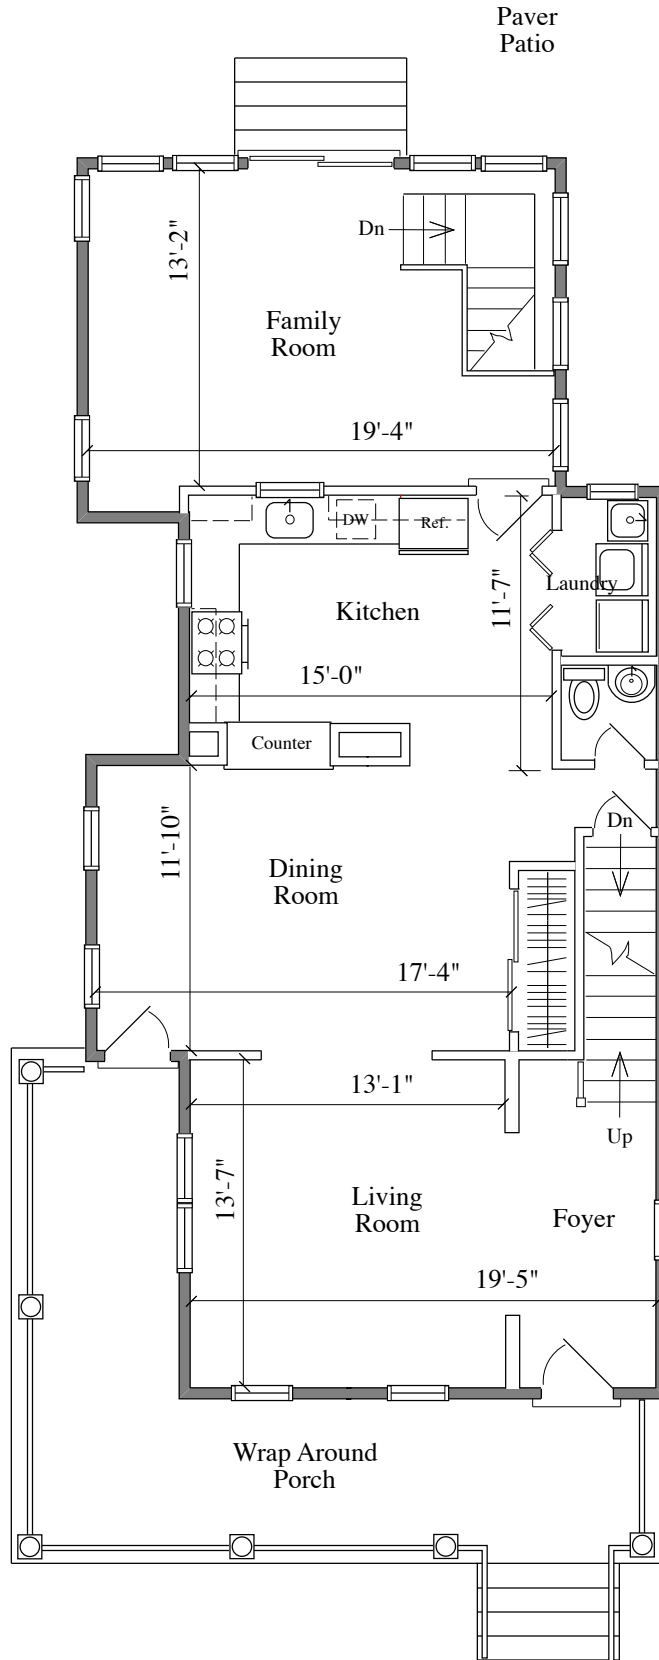 Paver
Patio
Dn
13'-2"
Family
Room
19'-4"
DW
Ref.
Laundry
11'-7"
Kitchen
15'-0"
Counter
Dn
11'-10"
Dining
Room
17'-4"
13'-1"
Up
13'-7"
Living
Room
Foyer
19'-5"
Wrap Around
Porch